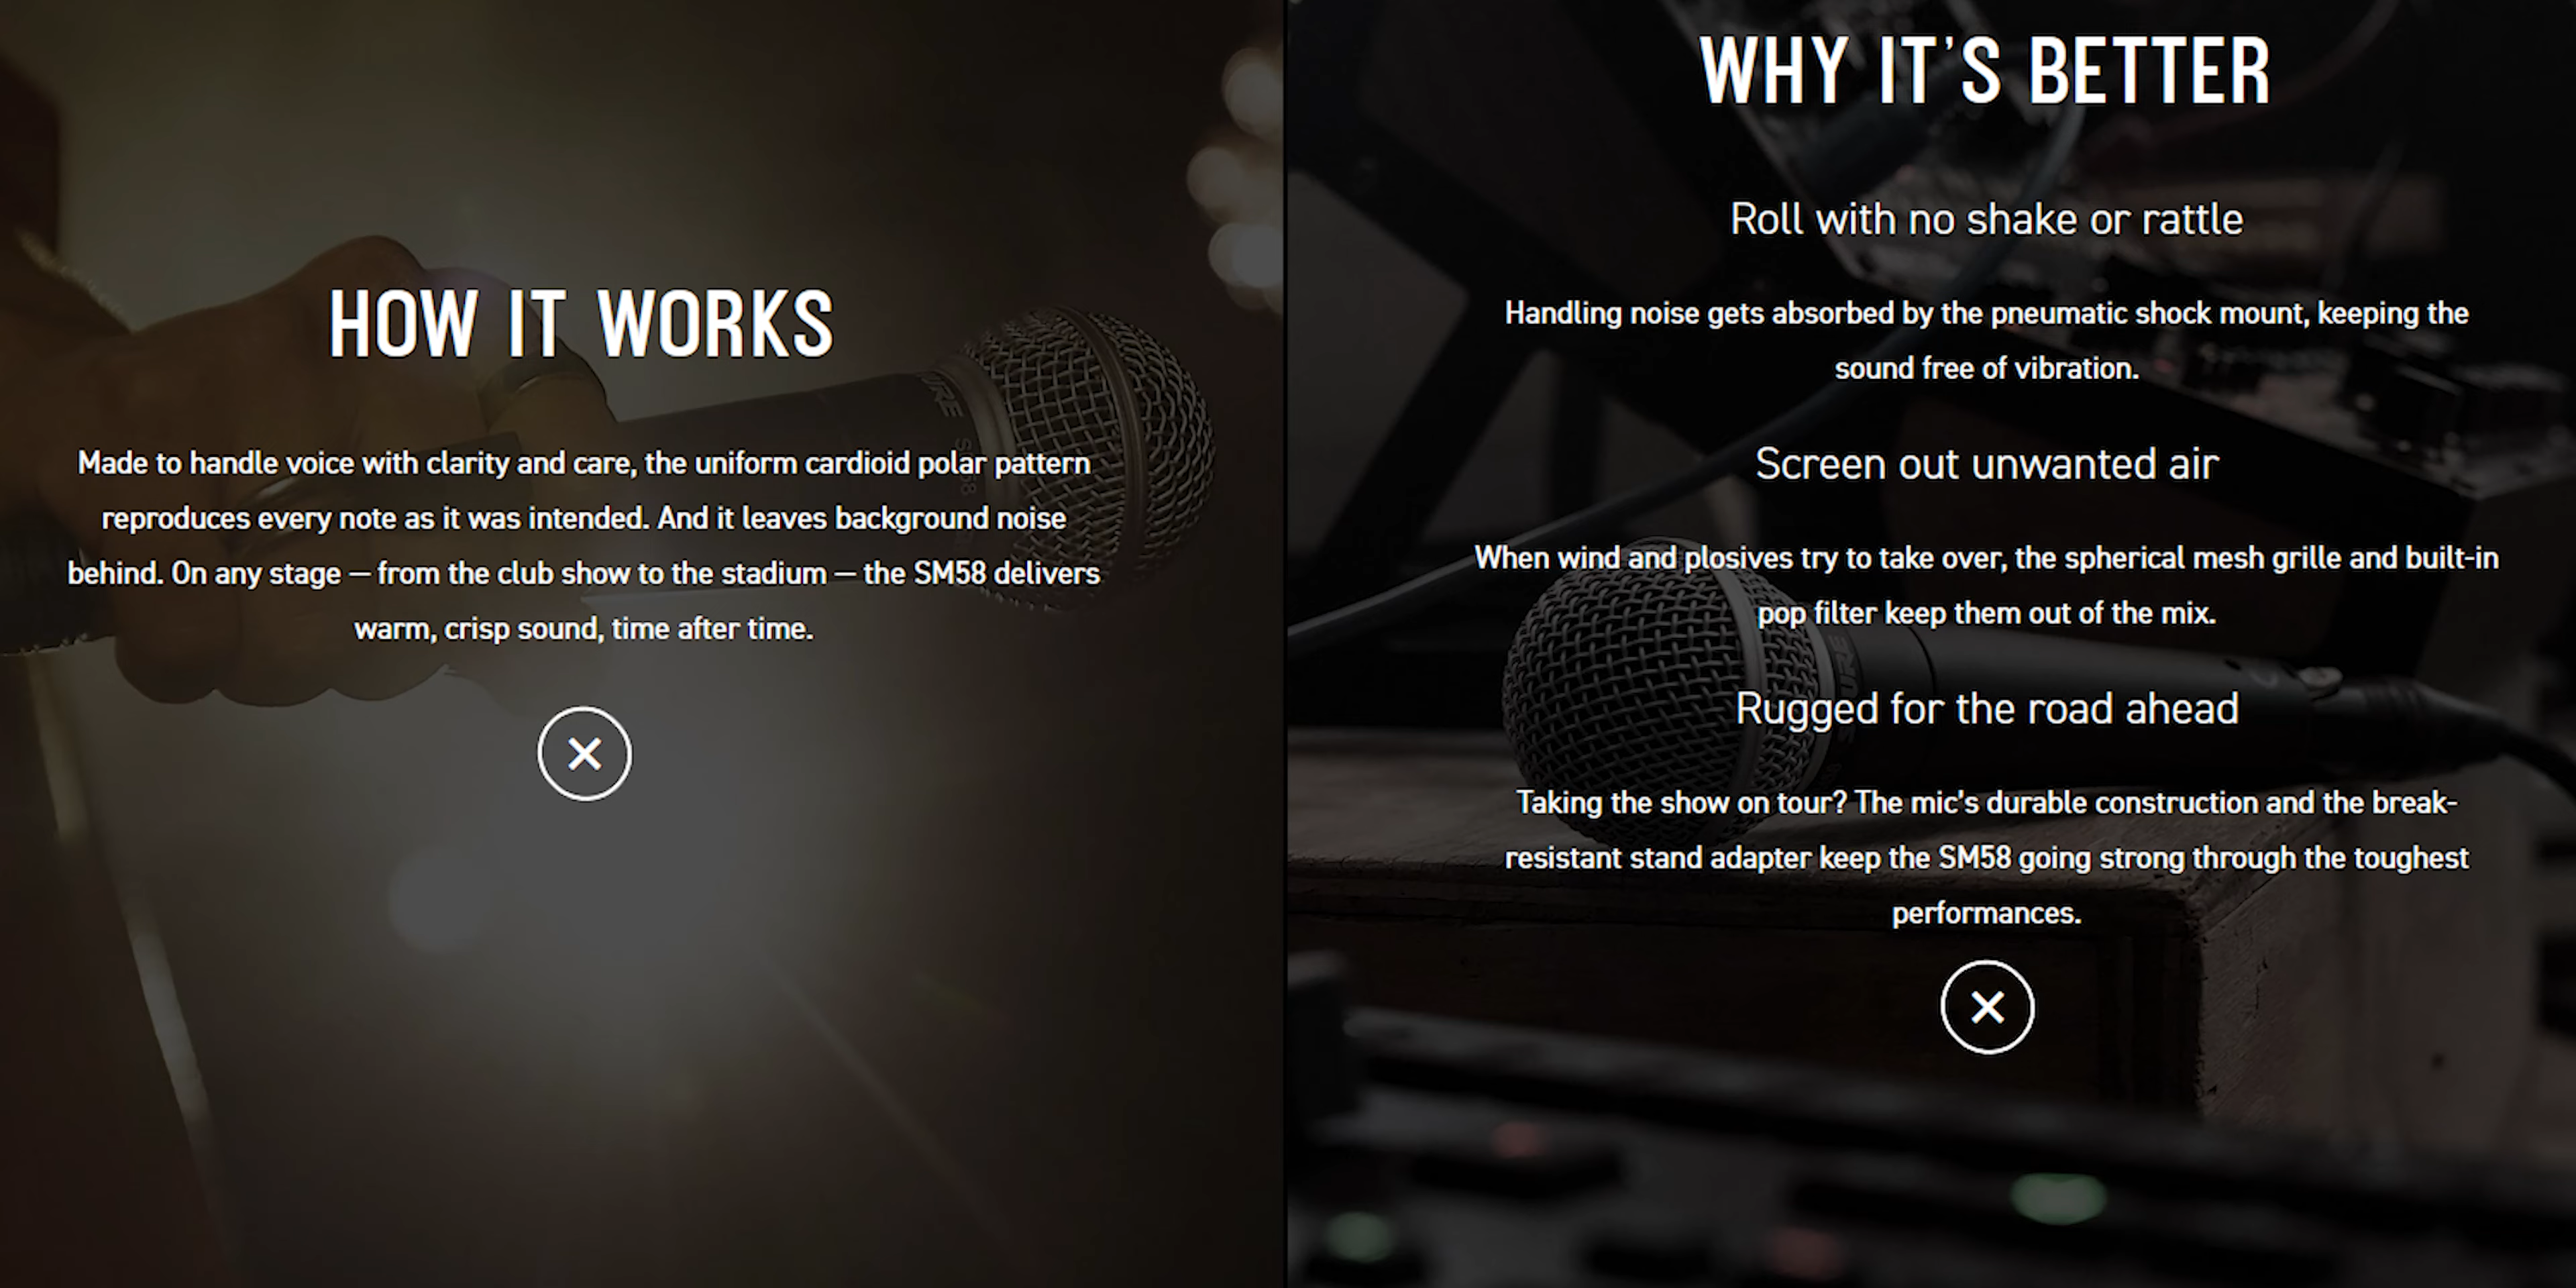 HOW IT WORKS
Made to handle voice with clarity and care, the uniform cardioid polar pattern
reproduces every note as it was intended. And it leaves background noise
behind. On any stage — from the club show to the stadium — the SM58 delivers
warm, crisp sound, time after time.
WHY IT'S BETTER
Roll with no shake or rattle
Handling noise gets absorbed by the pneumatic shock mount, keeping the
sound free of vibration.
Screen out unwanted air
When wind and plosives try to take over, the spherical mesh grille and built-in
pop filter keep them out of the mix.
Rugged for the road ahead
Taking the show on tour? The mic's durable construction and the break-
resistant stand adapter keep the SM58 going strong through the toughest
performances.